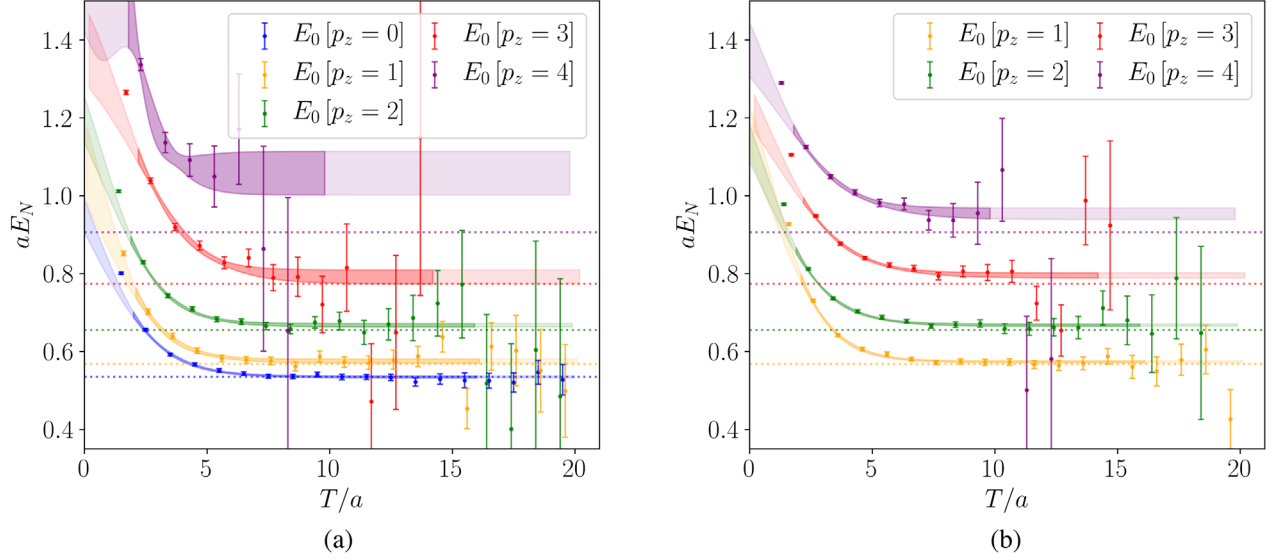 1.4
1.2
1.0
0.8
0.6
0.4
aE_N
0 5 10 15 20
T/a
E_0 [p_z = 0]
E_0 [p_z = 1]
E_0 [p_z = 2]
E_0 [p_z = 3]
E_0 [p_z = 4]
(a)
1.4
1.2
1.0
0.8
0.6
0.4
aE_N
0 5 10 15 20
T/a
E_0 [p_z = 1]
E_0 [p_z = 2]
E_0 [p_z = 3]
E_0 [p_z = 4]
(b)